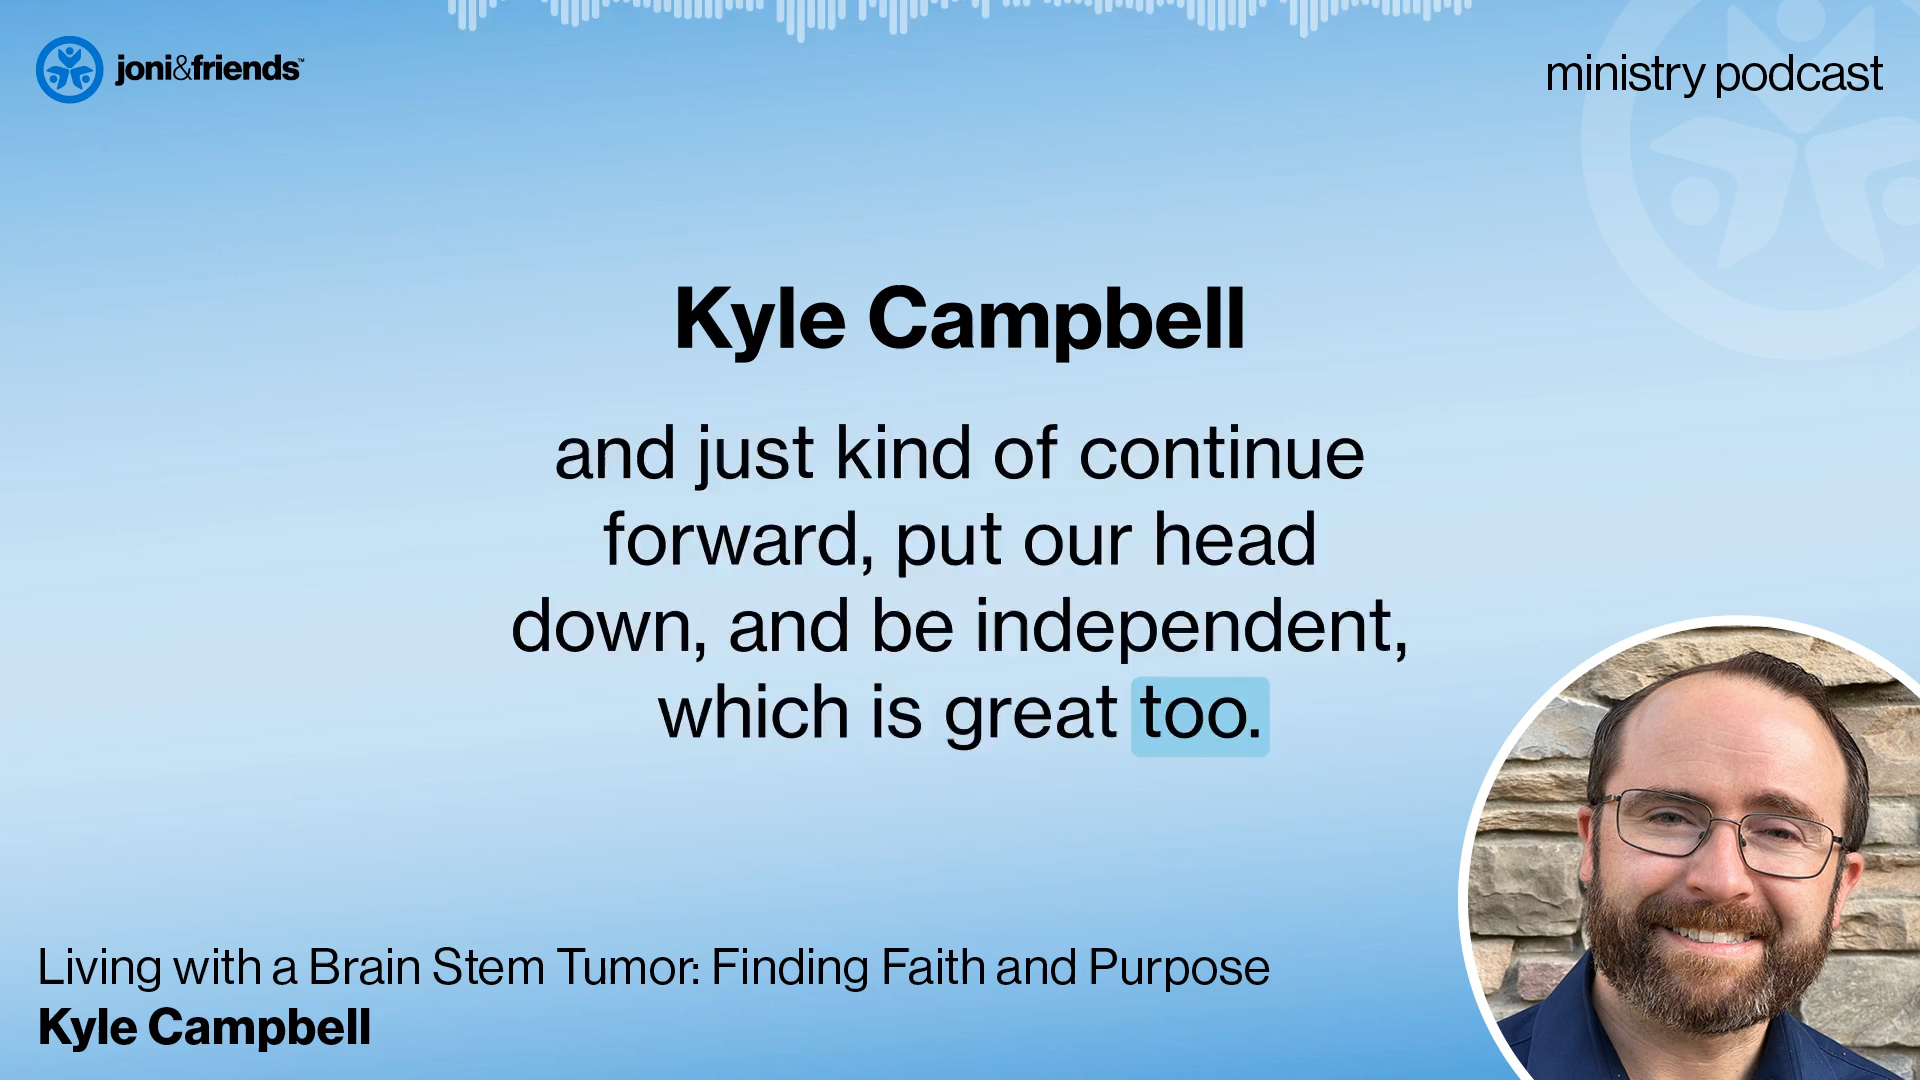 joni&friends™
ministry podcast
Kyle Campbell
and just kind of continue
forward, put our head
down, and be independent,
which is great too.
Living with a Brain Stem Tumor: Finding Faith and Purpose
Kyle Campbell